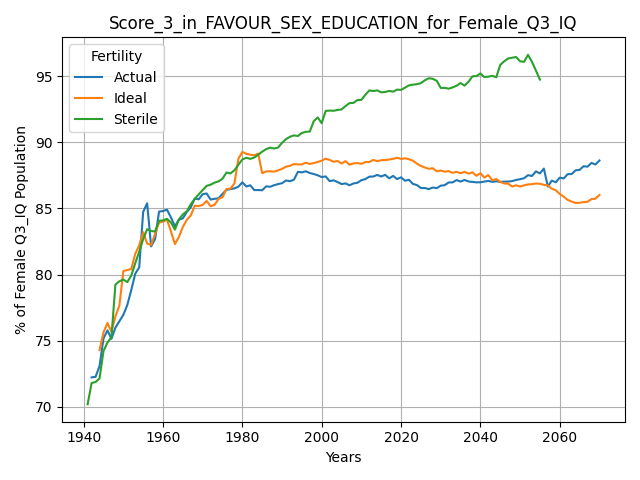 Score_3_in_FAVOUR_SEX_EDUCATION_for_Female_Q3_IQ
Fertility
Actual
Ideal
Sterile
% of Female Q3_IQ Population
95
90
85
80
75
70
1940
1960
1980
2000
2020
2040
2060
Years